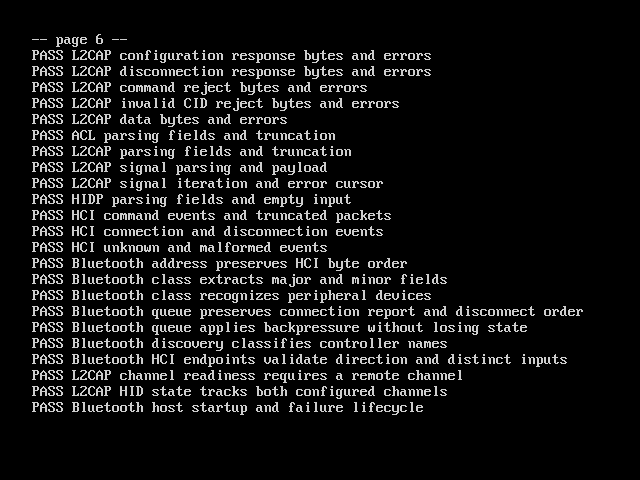 -- page 6 --
PASS L2CAP configuration response bytes and errors
PASS L2CAP disconnection response bytes and errors
PASS L2CAP command reject bytes and errors
PASS L2CAP invalid CID reject bytes and errors
PASS L2CAP data bytes and errors
PASS ACL parsing fields and truncation
PASS L2CAP parsing fields and truncation
PASS L2CAP signal parsing and payload
PASS L2CAP signal iteration and error cursor
PASS HIDP parsing fields and empty input
PASS HCI command events and truncated packets
PASS HCI connection and disconnection events
PASS HCI unknown and malformed events
PASS Bluetooth address preserves HCI byte order
PASS Bluetooth class extracts major and minor fields
PASS Bluetooth class recognizes peripheral devices
PASS Bluetooth queue preserves connection report and disconnect order
PASS Bluetooth queue applies backpressure without losing state
PASS Bluetooth discovery classifies controller names
PASS Bluetooth HCI endpoints validate direction and distinct inputs
PASS L2CAP channel readiness requires a remote channel
PASS L2CAP HID state tracks both configured channels
PASS Bluetooth host startup and failure lifecycle